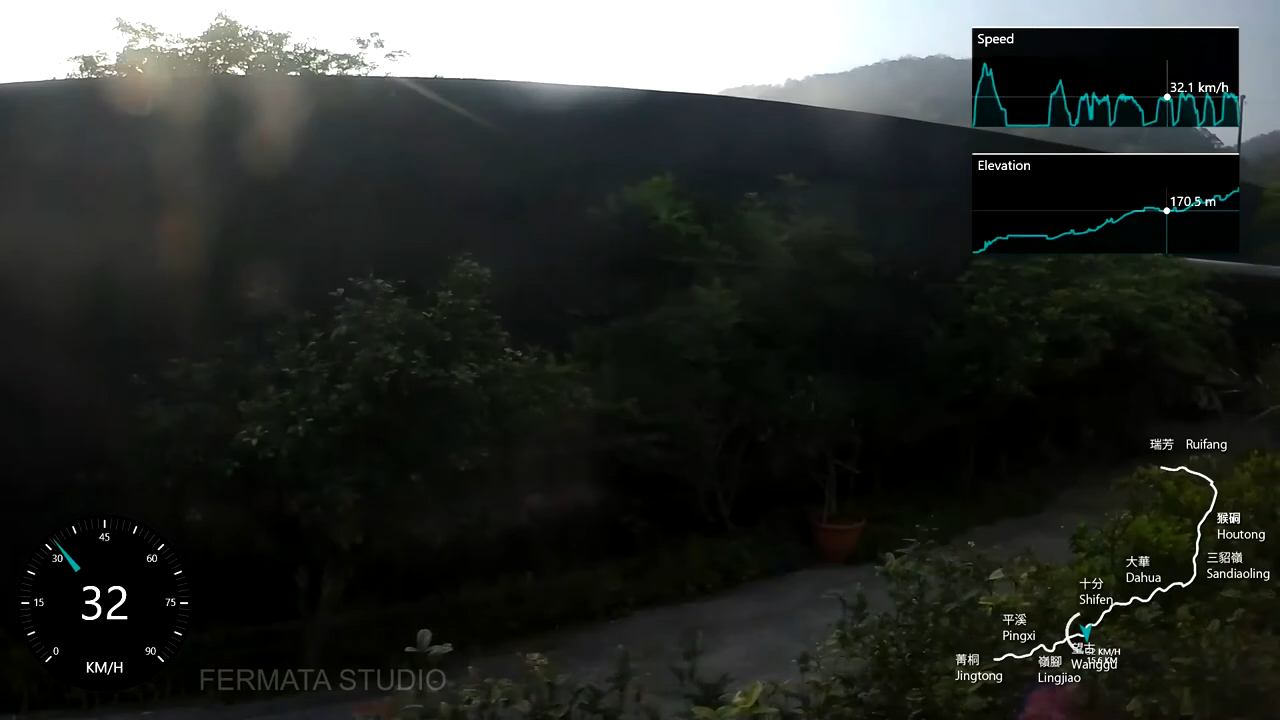 Speed
32.1 km/h
Elevation
170.5 m
瑞芳 Ruifang
猴硐
Houtong
三貂嶺
Sandiaoling
大華
Dahua
十分
Shifen
平溪
Pingxi
望古
Wanggu
嶺腳
Lingjiao
菁桐
Jingtong
45
30
60
15
32
75
0
90
KM/H
FERMATA STUDIO